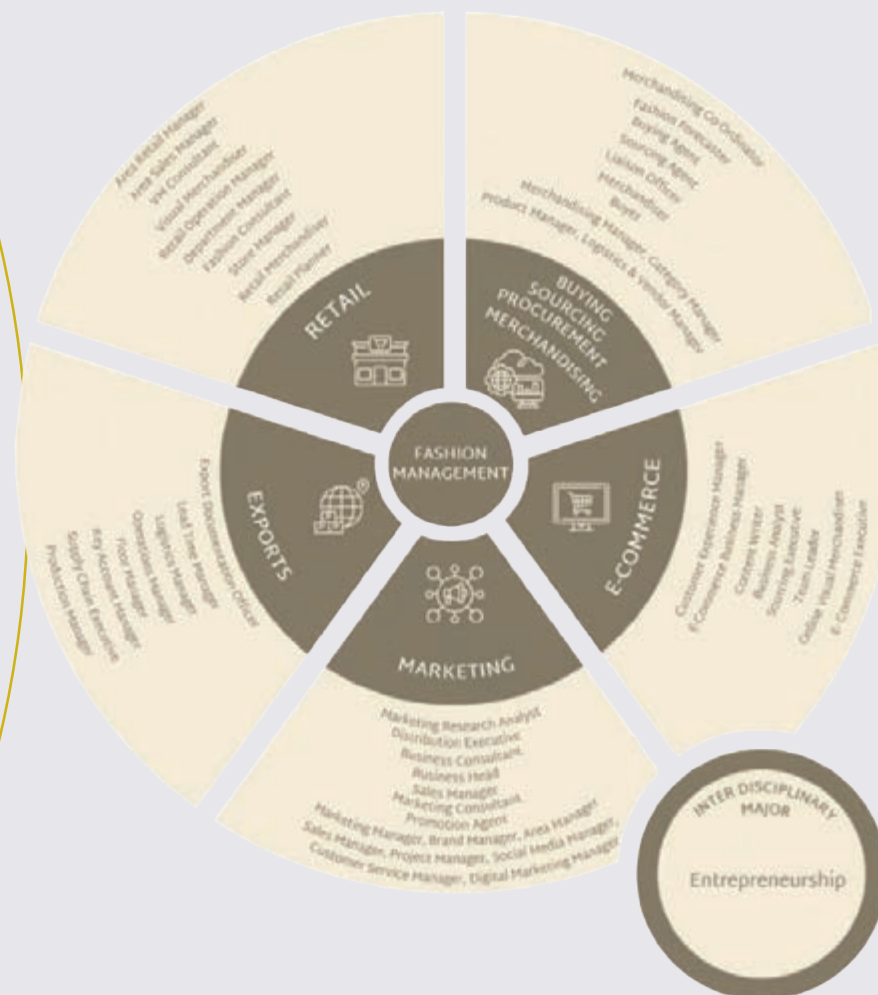 FASHION
MANAGEMENT
RETAIL
Area Retail Manager
Area Sales Manager
VM Consultant
Visual Merchandiser
Retail Operation Manager
Department Manager
Fashion Consultant
Store Manager
Retail Merchandiser
Retail Planner
BUYING
SOURCING
PROCUREMENT
MERCHANDISING
Merchandising Co Ordinator
Fashion Forecaster
Buying Agent
Sourcing Agent
Liaison Officer
Merchandiser
Buyer
Merchandising Manager, Category Manager
Product Manager, Logistics & Vendor Manager
E-COMMERCE
Customer Experience Manager
E-Commerce Business Manager
Content Writer
Business Analyst
Sourcing Executive
Team Leader
Online Visual Merchandiser
E-Commerce Executive
MARKETING
Marketing Research Analyst
Distribution Executive
Business Consultant
Business Head
Sales Manager
Marketing Consultant
Promotion Agent
Marketing Manager, Brand Manager, Area Manager
Sales Manager, Project Manager, Social Media Manager,
Customer Service Manager, Digital Marketing Manager
EXPORTS
Export Documentation Officer
Lead Time Manager
Logistics Manager
Operation Manager
Floor Manager
Key Account Manager
Supply Chain Executive
Production Manager
INTER DISCIPLINARY
MAJOR
Entrepreneurship